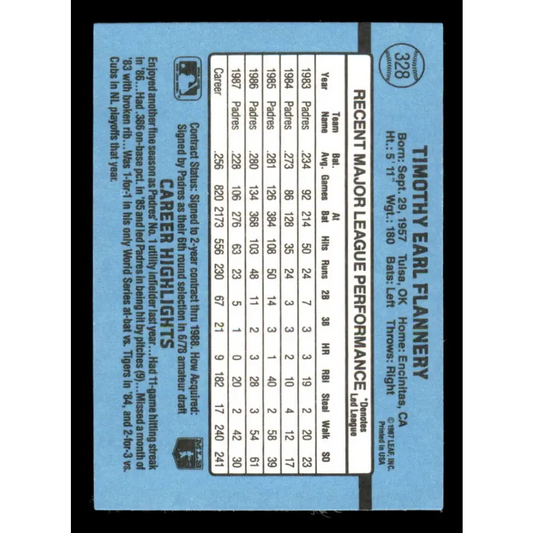 328
TIMOTHY EARL FLANNERY
Born: Sept. 29, 1957 Tulsa, OK Home: Encinitas, CA
Ht.: 5' 11" Wgt.: 180 Bats: Left Throws: Right
© 1987 LEAF, INC.
Printed in USA
RECENT MAJOR LEAGUE PERFORMANCE
*Denotes
Led League
Year Team Name Bat. Avg. Games At Bat Hits Runs 2B 3B HR RBI Steal Walk SO
1983 Padres .234 92 214 50 24 7 3 3 19 2 20 23
1984 Padres .273 86 128 35 24 3 3 2 10 4 12 17
1985 Padres .281 126 384 108 50 14 3 1 40 2 58 39
1986 Padres .280 134 368 103 48 11 2 3 28 3 54 61
1987 Padres .228 106 276 63 23 5 1 0 20 2 42 30
Career .256 820 2173 556 230 67 21 9 182 17 240 241
Contract Status: Signed to 2-year contract thru 1988. How Acquired:
Signed by Padres as their 6th round selection in 6/78 amateur draft
CAREER HIGHLIGHTS
Enjoyed another fine season as Padres' No. 1 utility infielder last year...Had 11-game hitting streak
in '86...Had .386 on-base pct. in '85 and led Padres in being hit by pitches (9)...Missed a month of
'83 with broken rib...Was 1-for-1 in his only World Series at-bat vs. Tigers in '84, and 2-for-3 vs.
Cubs in NL playoffs that year.